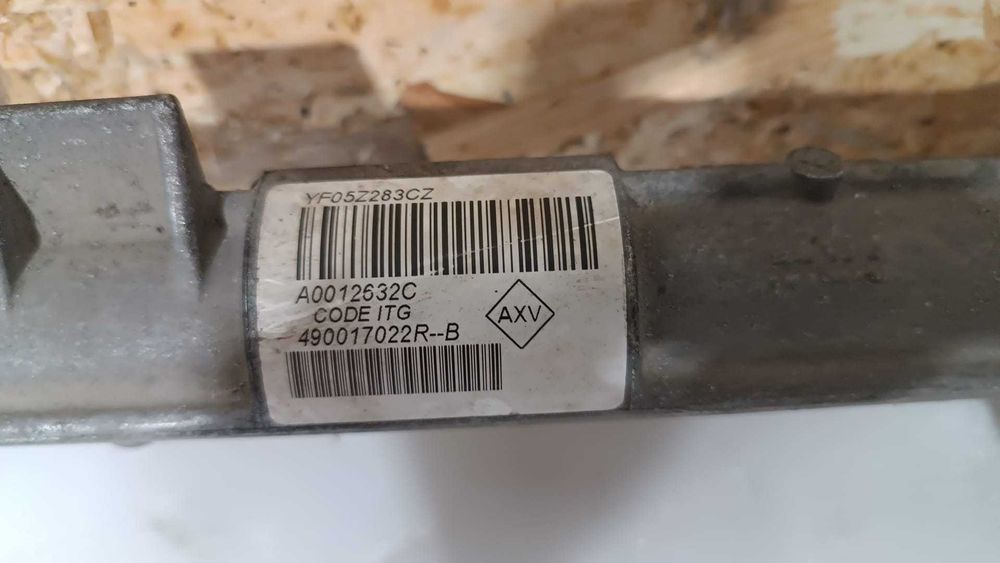 YF05Z283CZ
A0012632C
CODE ITG
AXV
490017022R--B